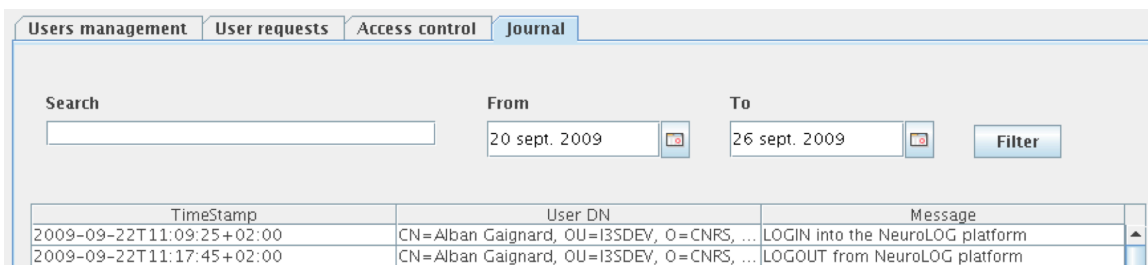 Users management User requests Access control Journal
Search From To
20 sept. 2009 26 sept. 2009 Filter
TimeStamp User DN Message
2009-09-22T11:09:25+02:00 CN=Alban Gaignard, OU=I3SDEV, O=CNRS, ... LOGIN into the NeuroLOG platform
2009-09-22T11:17:45+02:00 CN=Alban Gaignard, OU=I3SDEV, O=CNRS, ... LOGOUT from NeuroLOG platform